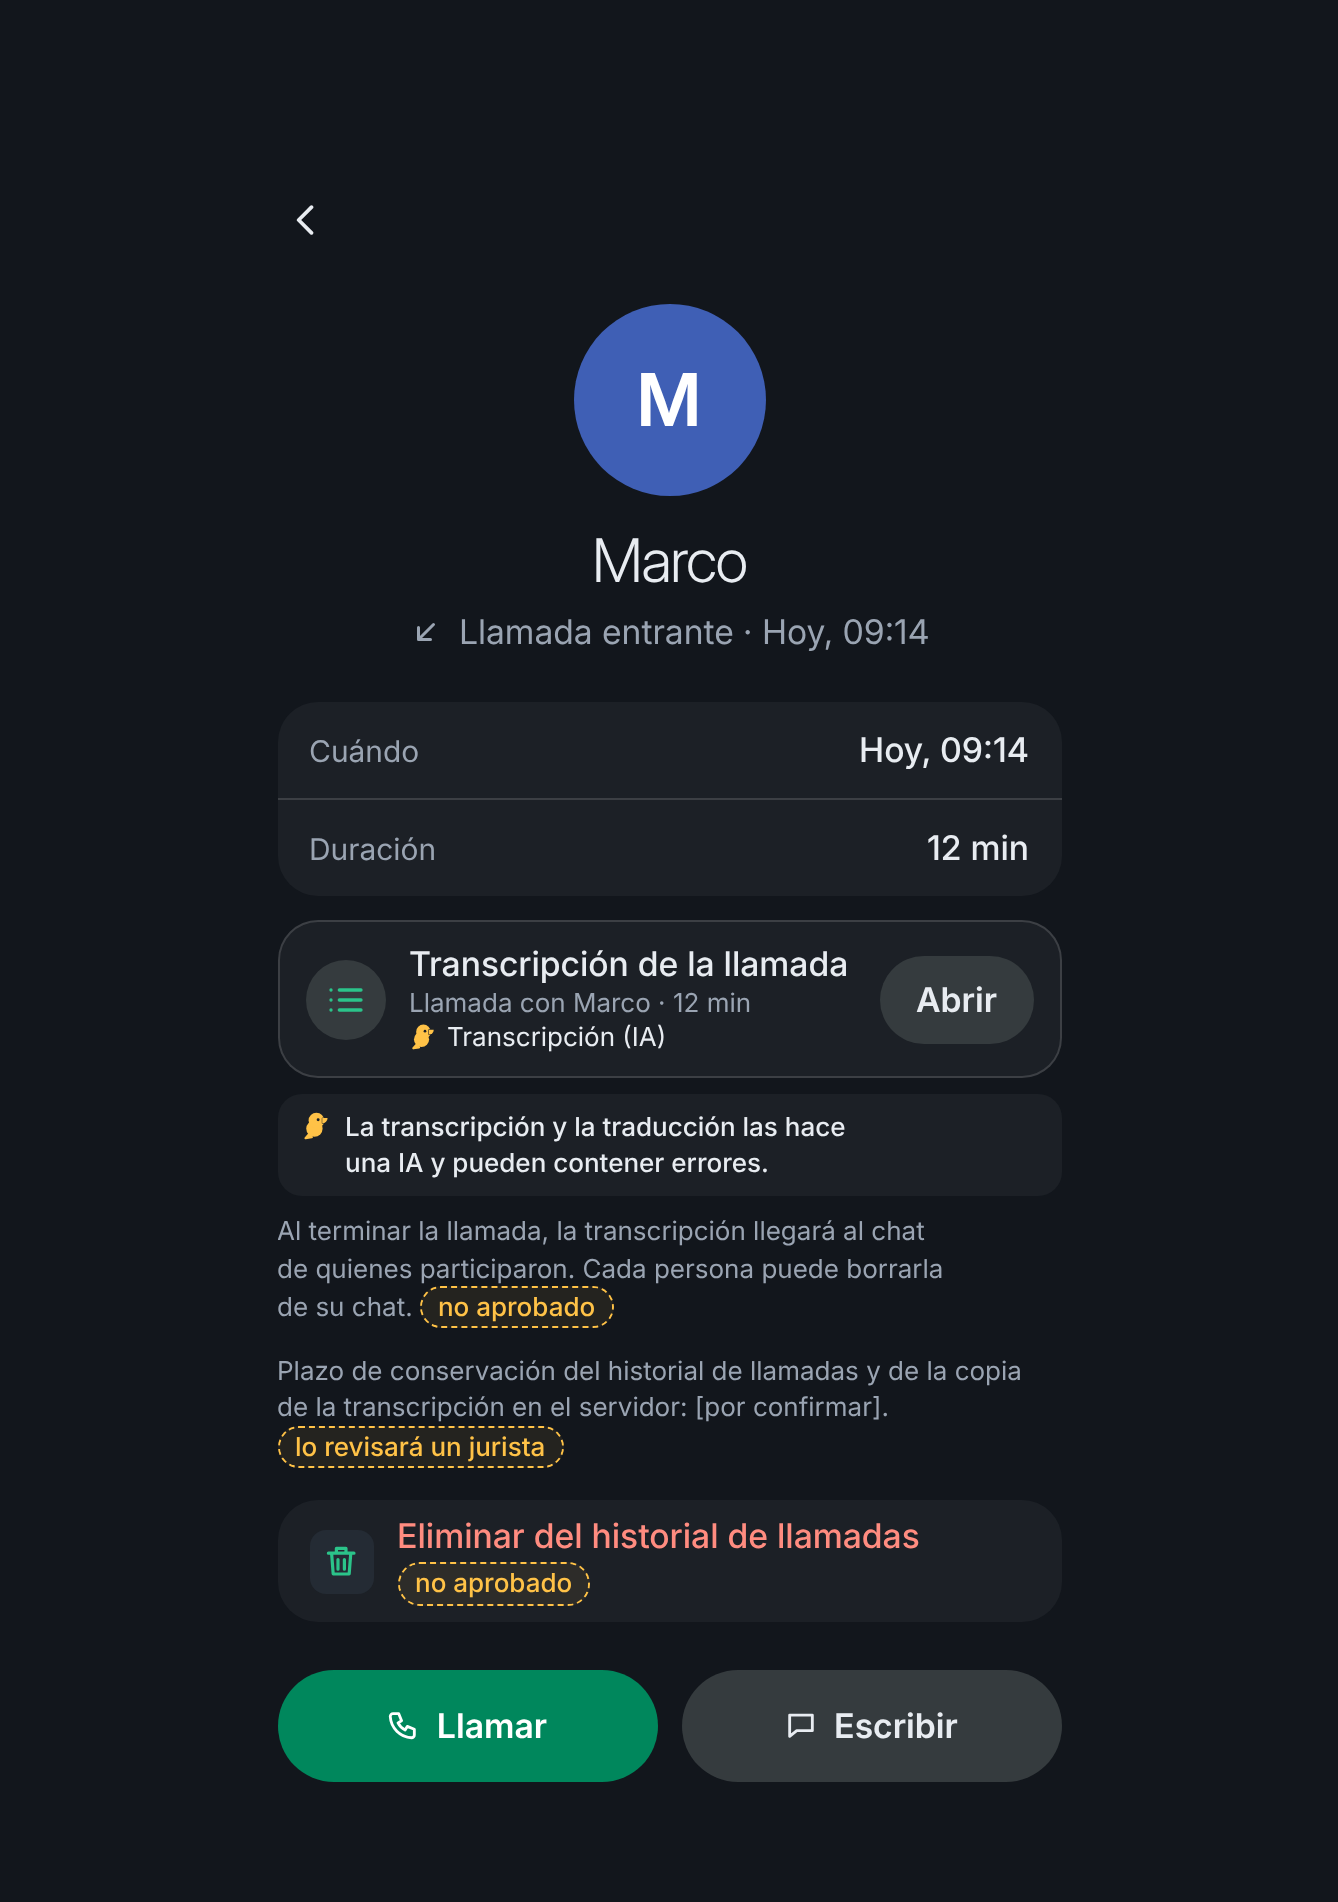 M
Marco
Llamada entrante · Hoy, 09:14
Cuándo
Hoy, 09:14
Duración
12 min
Transcripción de la llamada
Llamada con Marco · 12 min
Transcripción (IA)
Abrir
La transcripción y la traducción las hace
una IA y pueden contener errores.
Al terminar la llamada, la transcripción llegará al chat
de quienes participaron. Cada persona puede borrarla
de su chat. no aprobado
Plazo de conservación del historial de llamadas y de la copia
de la transcripción en el servidor: [por confirmar].
lo revisará un jurista
Eliminar del historial de llamadas
no aprobado
Llamar
Escribir